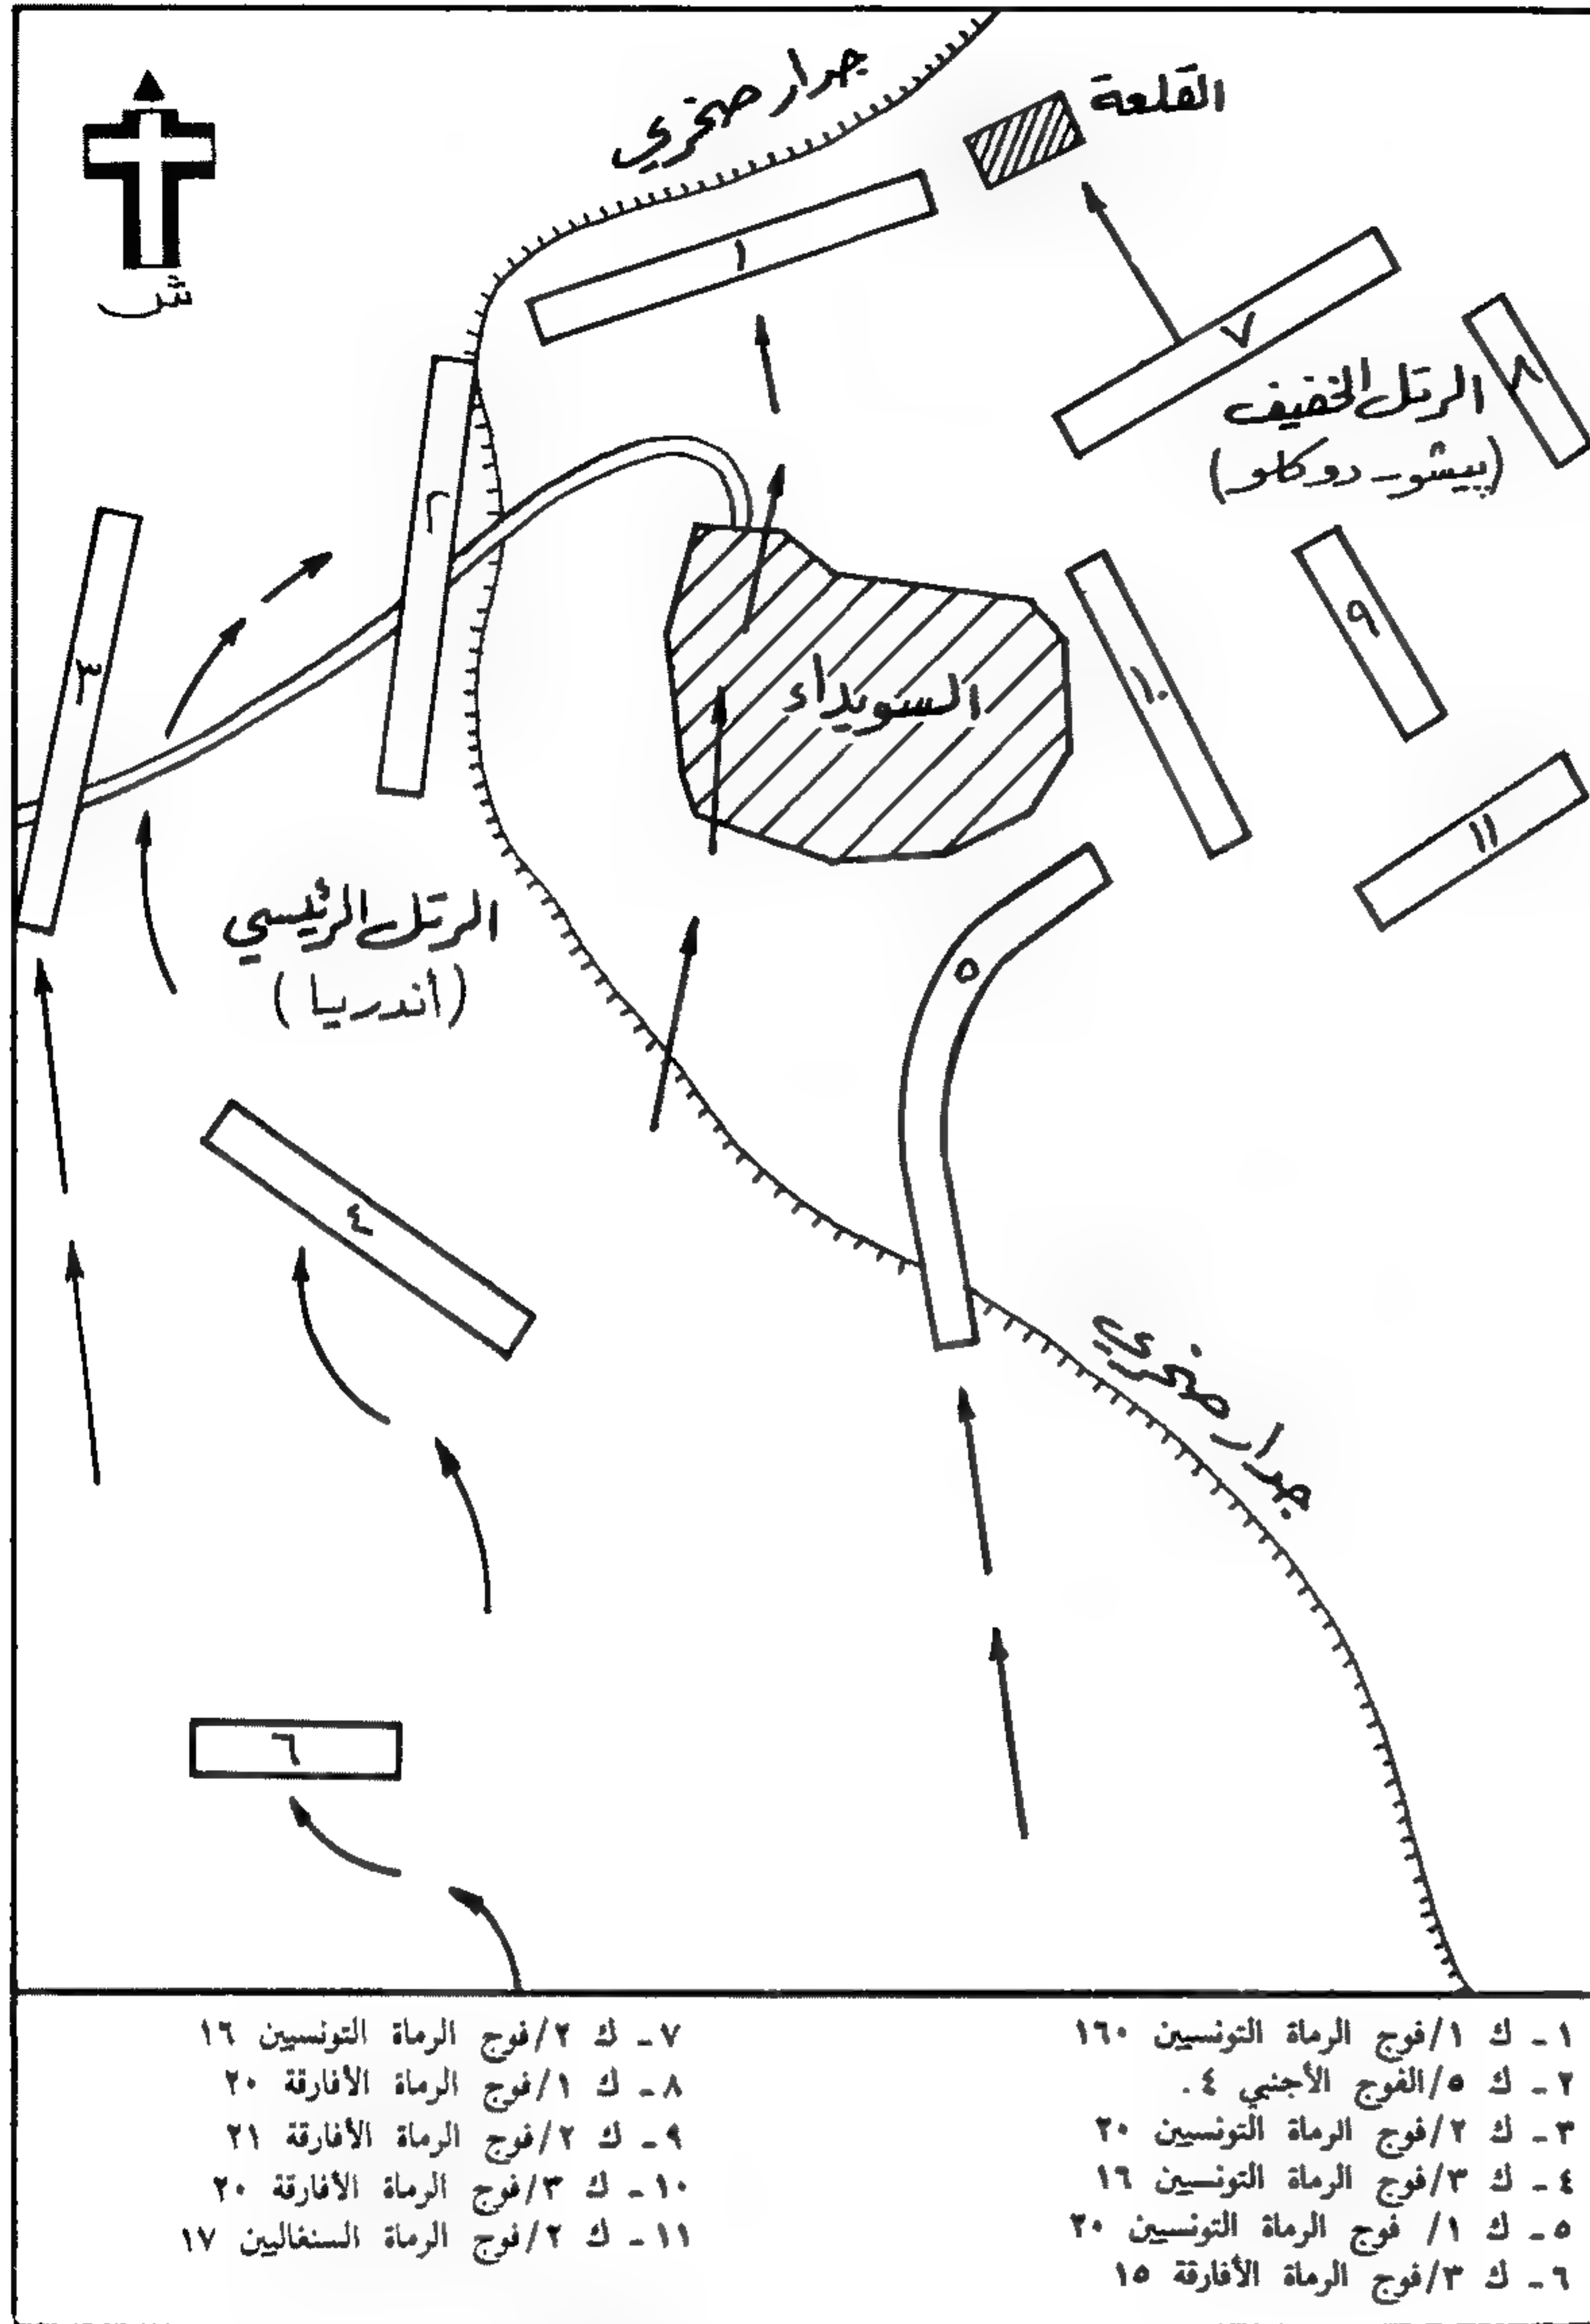 جدار صخري
القلعة
ش
١
٧
٨
الرتل الخفيف
(بيشو - دوكلو)
٢
٣
٩
١٠
السويداء
١١
الرتل الرئيسي
(أندريا)
٥
٤
جدار صخري
٦
١ - ك ١/فوج الرماة التونسيين ١٦٠
٢ - ك ٥/الفوج الأجنبي ٤.
٣ - ك ٢/فوج الرماة التونسيين ٢٠
٤ - ك ٣/فوج الرماة التونسيين ١٦
٥ - ك ١/ فوج الرماة التونسيين ٢٠
٦ - ك ٣/فوج الرماة الأفارقة ١٥
٧ - ك ٢/فوج الرماة التونسيين ١٦
٨ - ك ١/فوج الرماة الأفارقة ٢٠
٩ - ك ٢/فوج الرماة الأفارقة ٢١
١٠ - ك ٣/فوج الرماة الأفارقة ٢٠
١١ - ك ٢/فوج الرماة السنغاليين ١٧